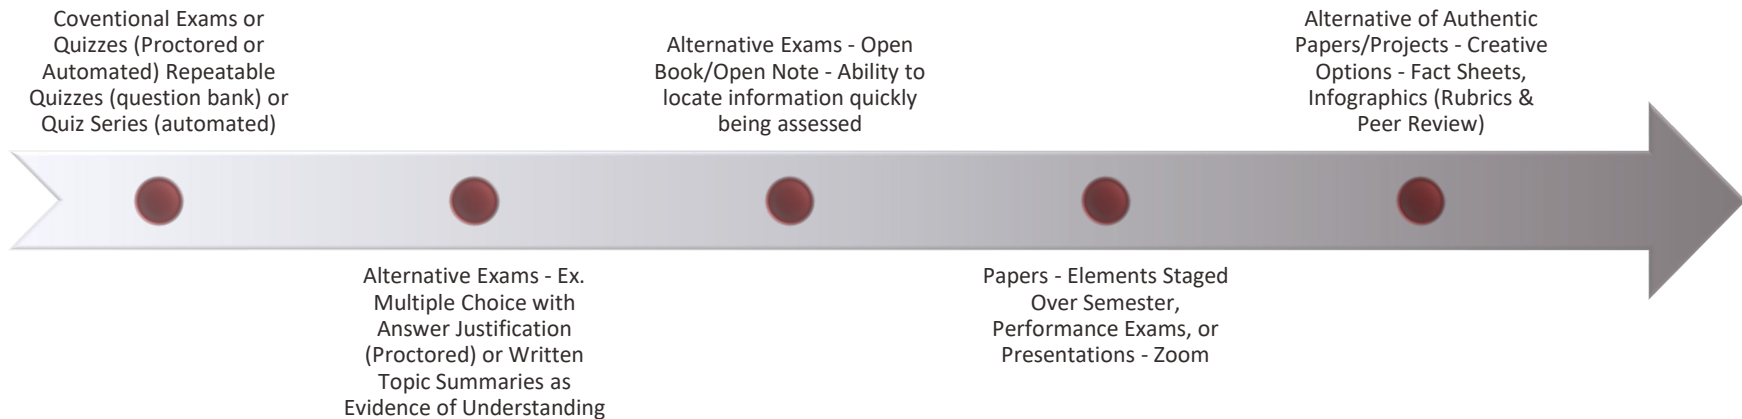 Coventional Exams or
Quizzes (Proctored or
Automated) Repeatable
Quizzes (question bank) or
Quiz Series (automated)
Alternative Exams - Ex.
Multiple Choice with
Answer Justification
(Proctored) or Written
Topic Summaries as
Evidence of Understanding
Alternative Exams - Open
Book/Open Note - Ability to
locate information quickly
being assessed
Papers - Elements Staged
Over Semester,
Performance Exams, or
Presentations - Zoom
Alternative of Authentic
Papers/Projects - Creative
Options - Fact Sheets,
Infographics (Rubrics &
Peer Review)